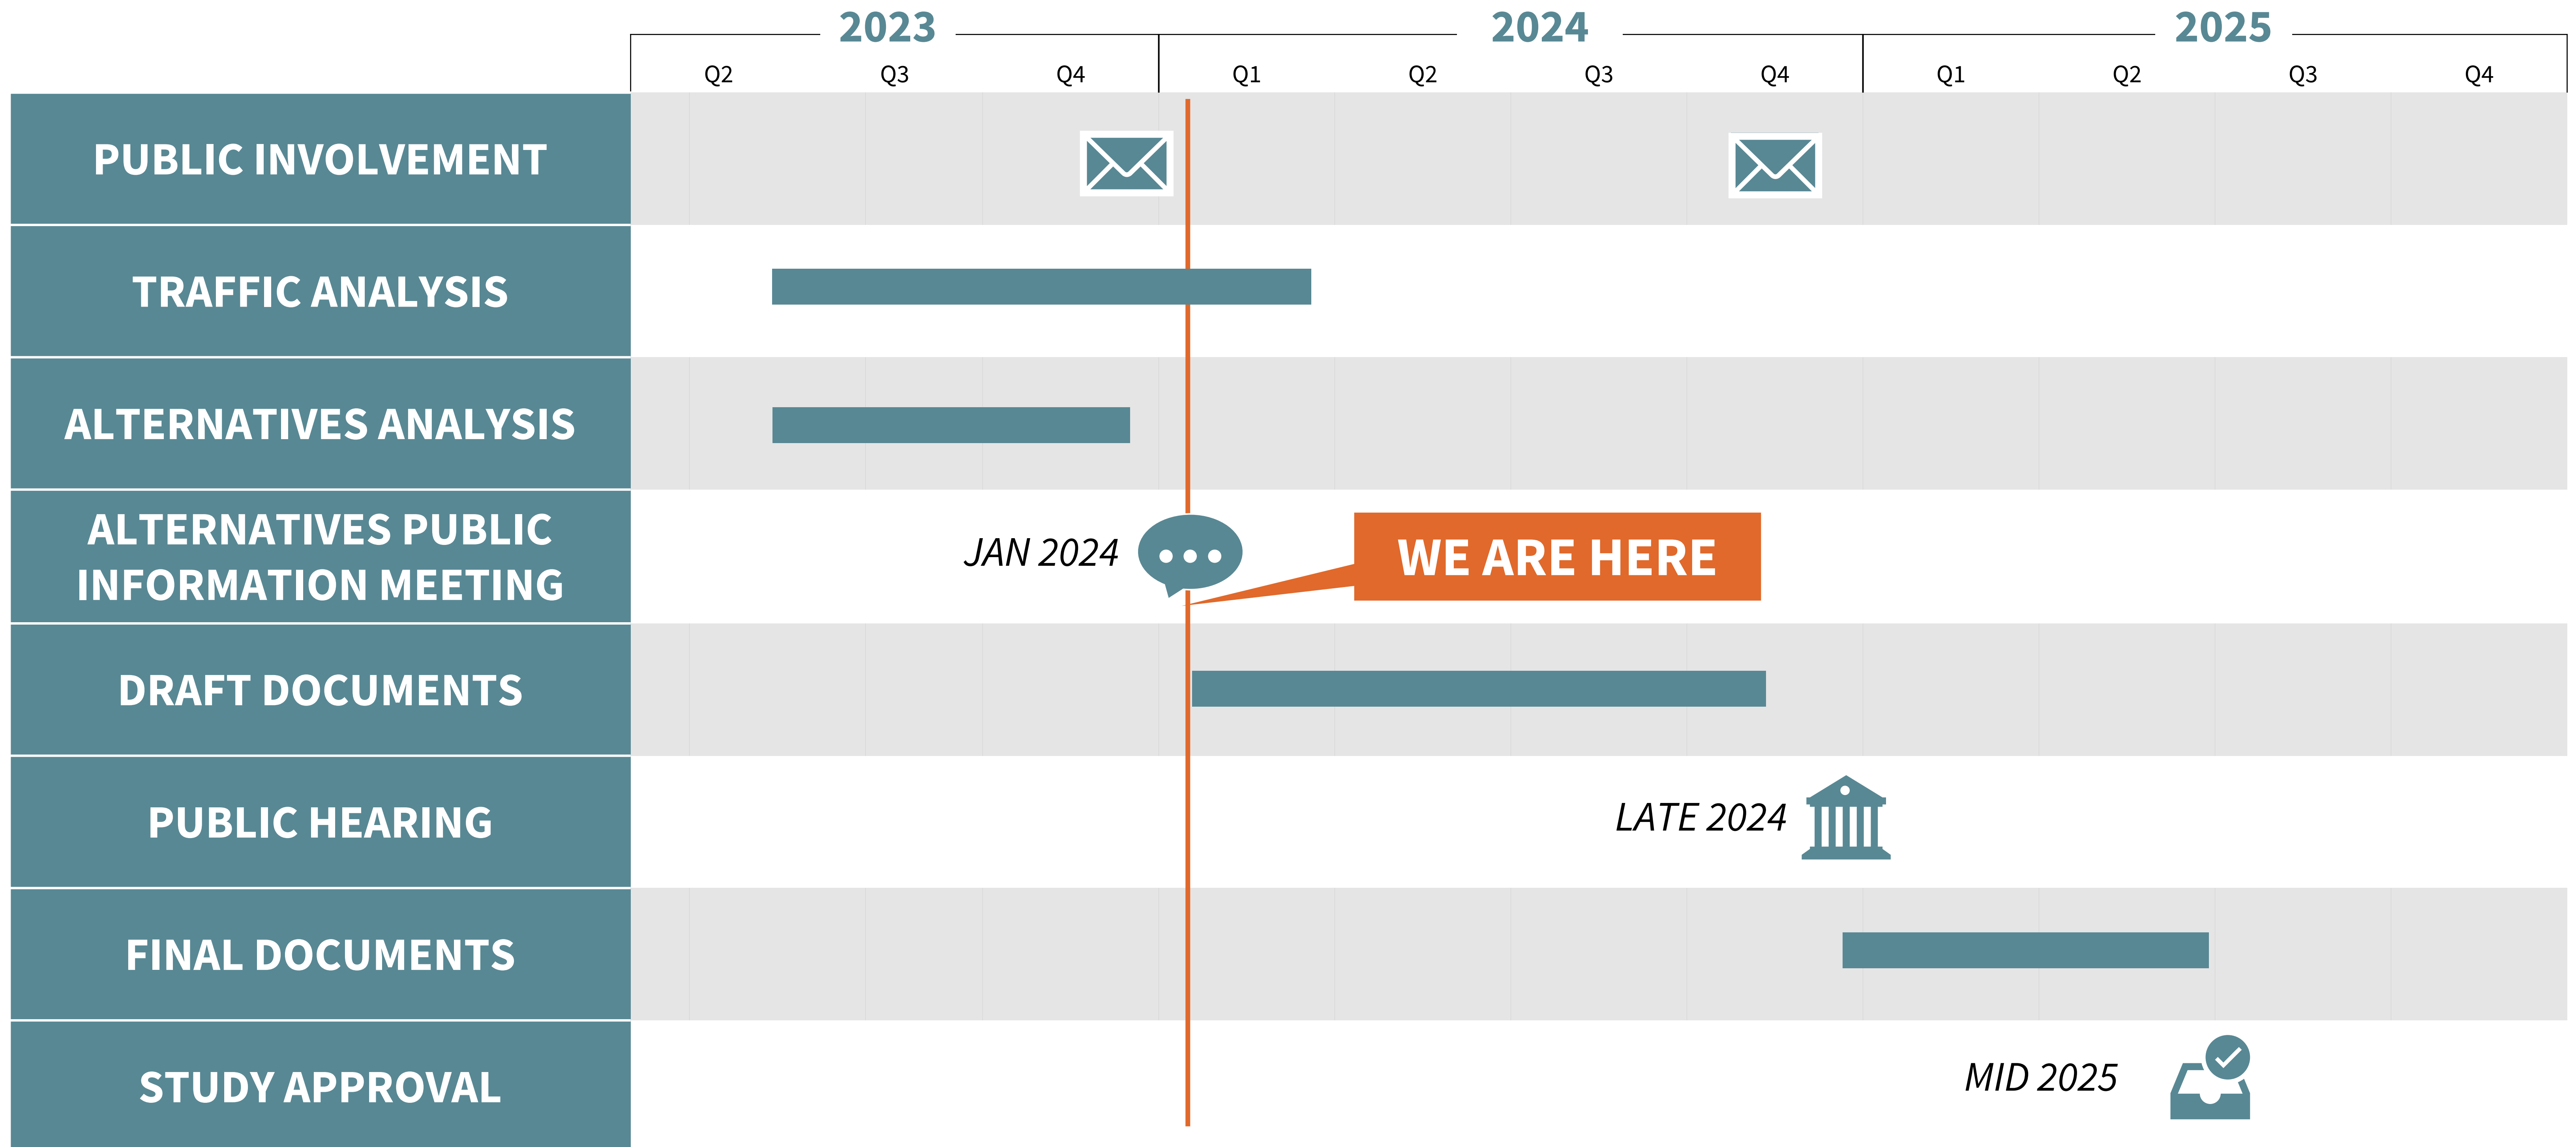 2023
2024
2025
Q2
Q3
Q4
Q1
Q2
Q3
Q4
Q1
Q2
Q3
Q4
PUBLIC INVOLVEMENT
TRAFFIC ANALYSIS
ALTERNATIVES ANALYSIS
ALTERNATIVES PUBLIC
INFORMATION MEETING
JAN 2024
WE ARE HERE
DRAFT DOCUMENTS
PUBLIC HEARING
LATE 2024
FINAL DOCUMENTS
STUDY APPROVAL
MID 2025